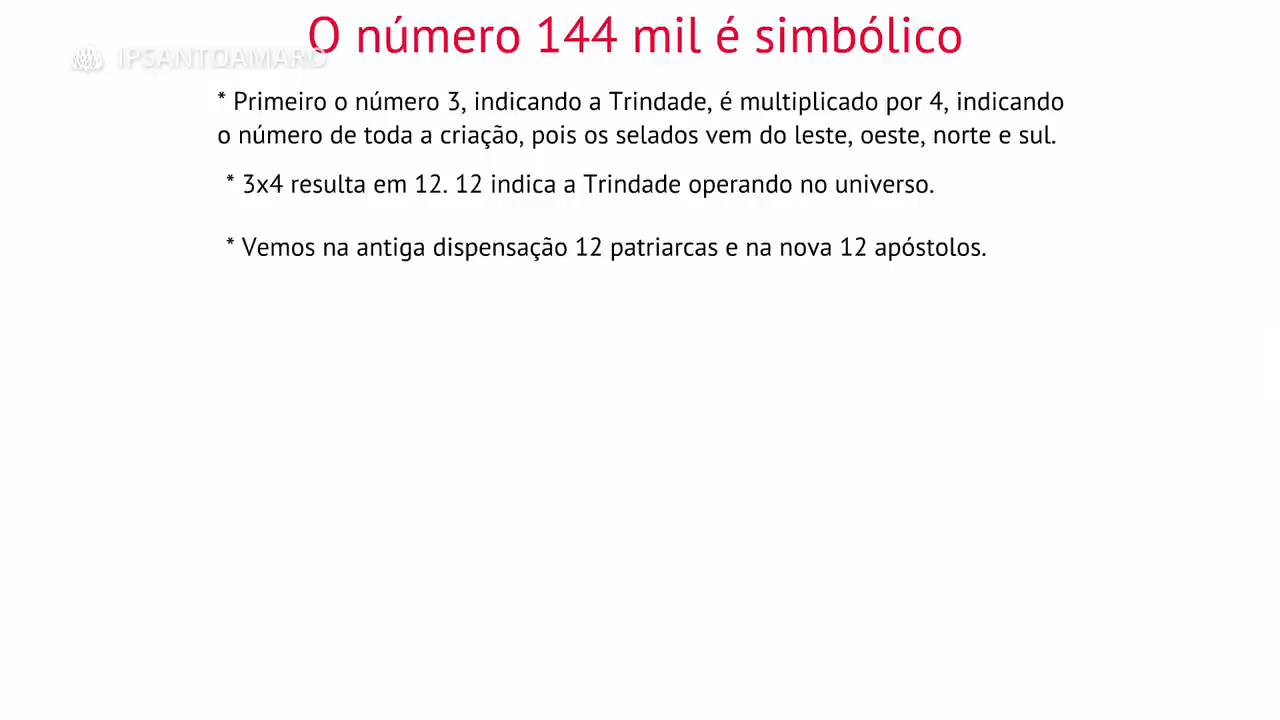 O número 144 mil é simbólico
IPSANTOAMARO
* Primeiro o número 3, indicando a Trindade, é multiplicado por 4, indicando
o número de toda a criação, pois os selados vem do leste, oeste, norte e sul.
* 3x4 resulta em 12. 12 indica a Trindade operando no universo.
* Vemos na antiga dispensação 12 patriarcas e na nova 12 apóstolos.